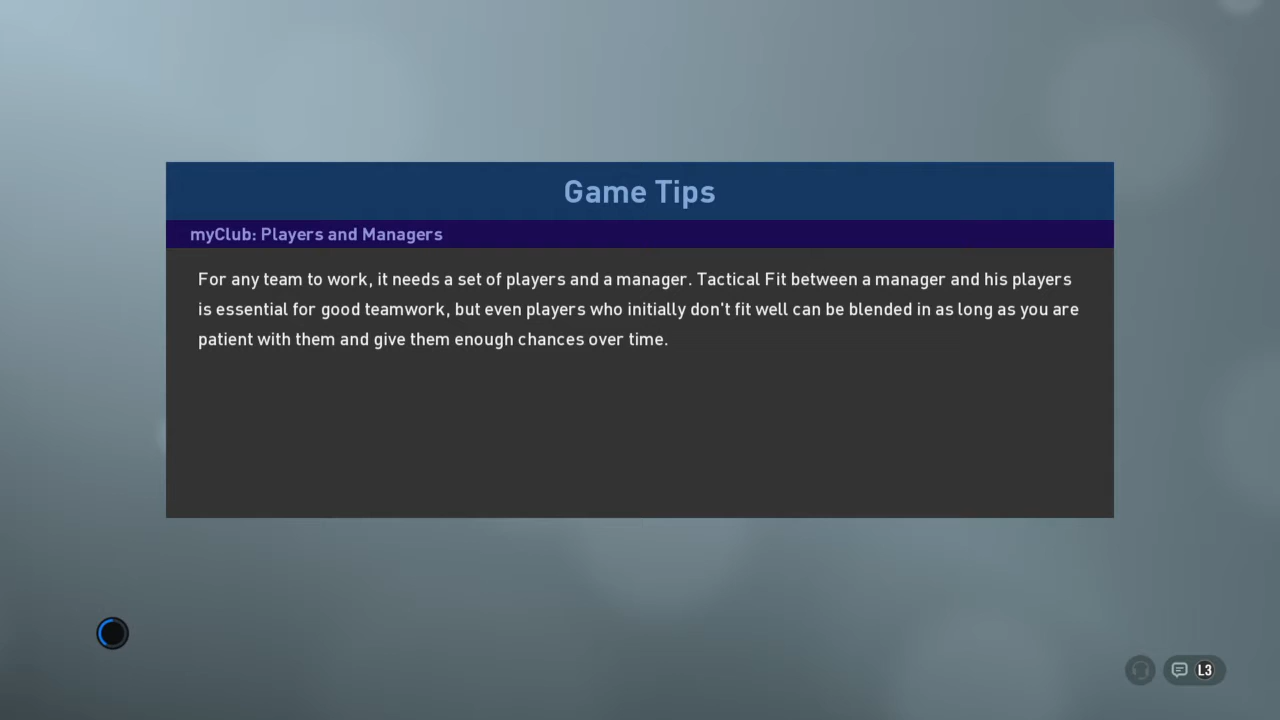 Game Tips
myClub: Players and Managers
For any team to work, it needs a set of players and a manager. Tactical Fit between a manager and his players
is essential for good teamwork, but even players who initially don't fit well can be blended in as long as you are
patient with them and give them enough chances over time.
L3